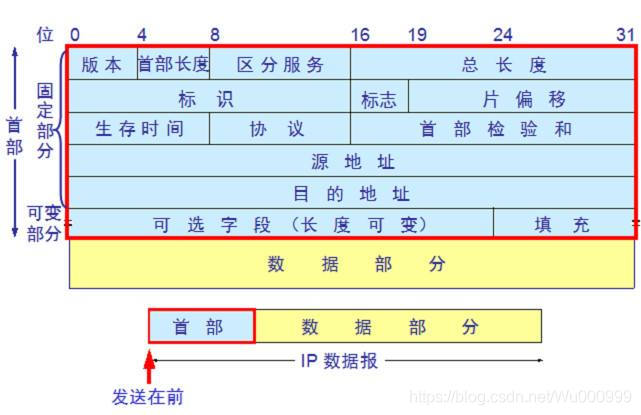 位 0 4 8 16 19 24 31
版本 首部长度 区分服务 总长度
标识 标志 片偏移
生存时间 协议 首部检验和
源地址
目的地址
可选字段（长度可变） 填充
首部
固定部分
可变部分
数据部分
首部 数据部分
IP 数据报
发送在前
https://blog.csdn.net/Wu000999